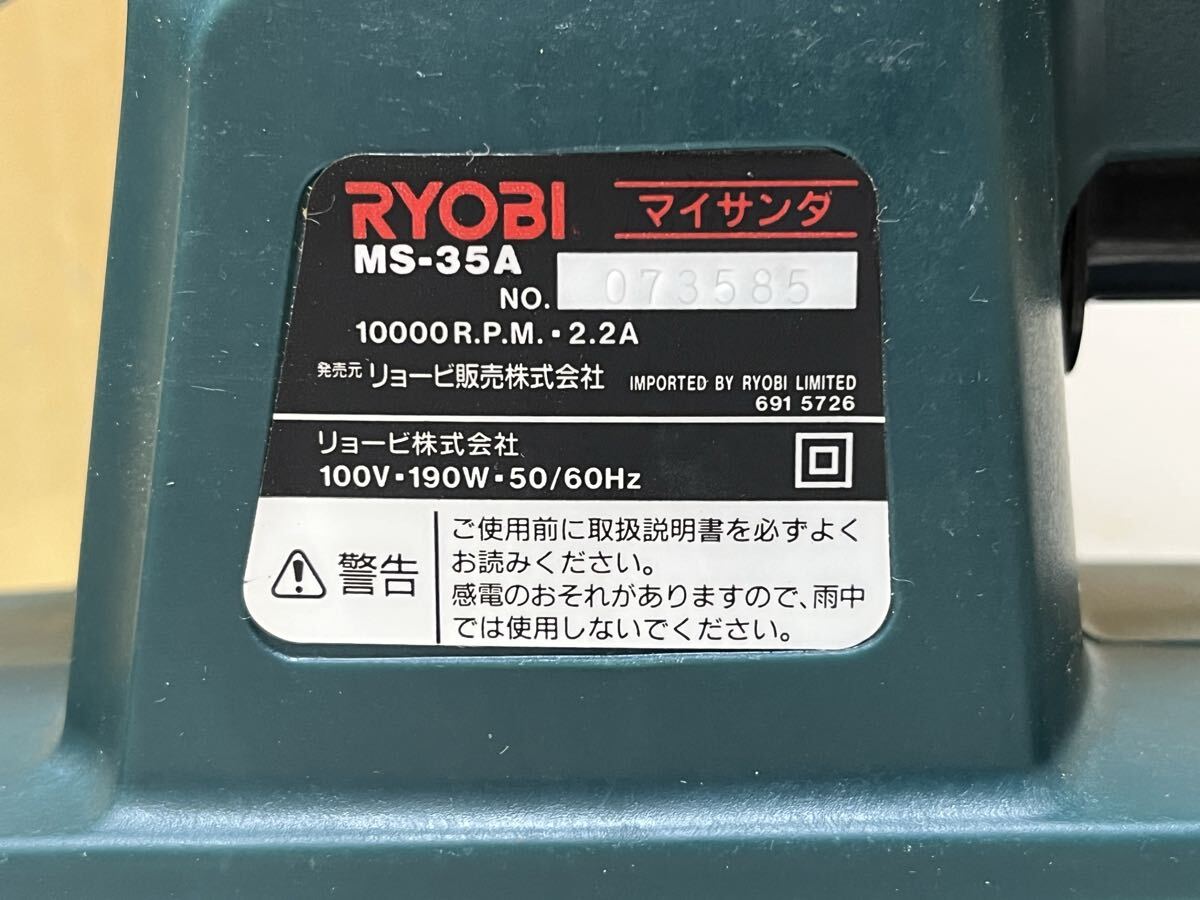 RYOBI マイサンダ
MS-35A
NO. 073585
10000R.P.M.・2.2A
発売元 リョービ販売株式会社 IMPORTED BY RYOBI LIMITED
691 5726
リョービ株式会社
100V・190W・50/60Hz
警告
ご使用前に取扱説明書を必ずよく
お読みください。
感電のおそれがありますので、雨中
では使用しないでください。